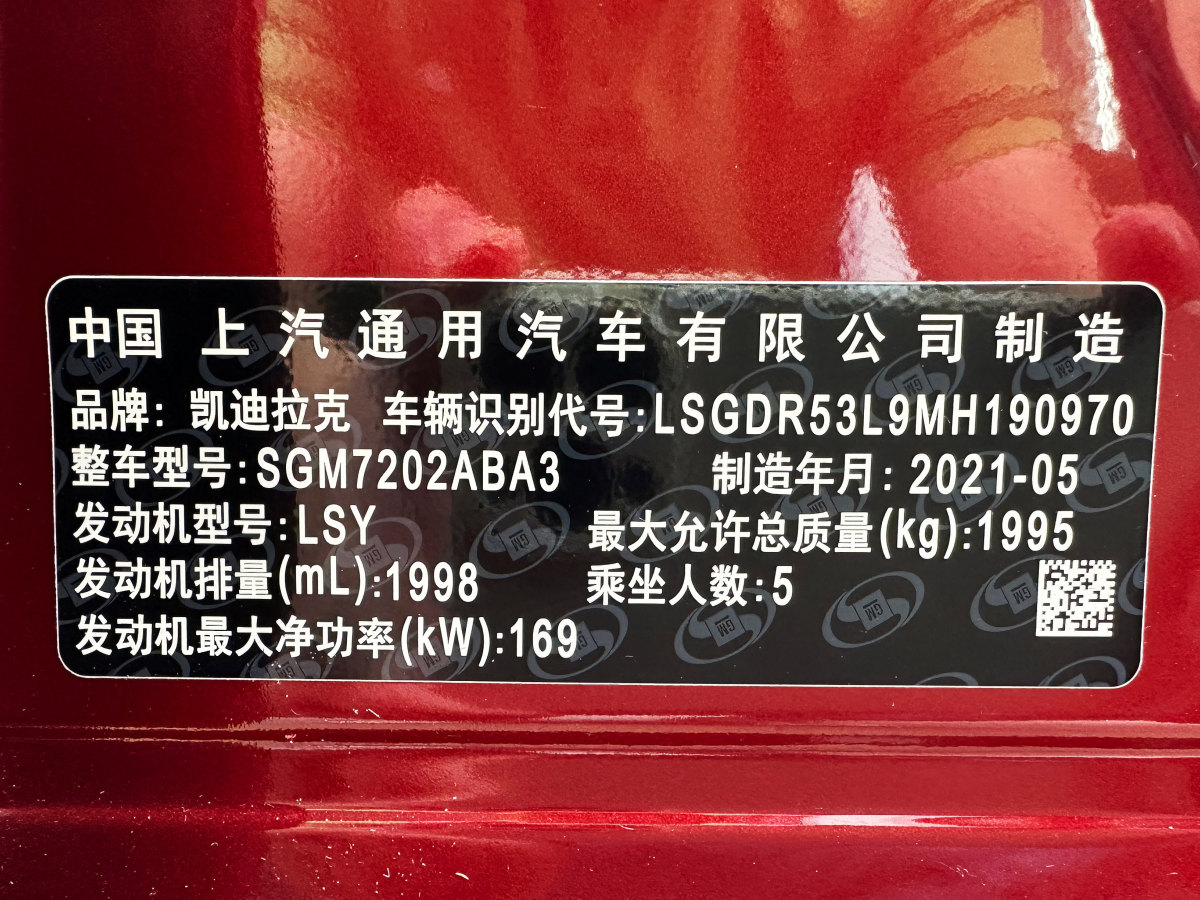 中国 上汽通用汽车有限公司制造
品牌: 凯迪拉克 车辆识别代号:LSGDR53L9MH190970
整车型号:SGM7202ABA3 制造年月: 2021-05
发动机型号:LSY 最大允许总质量(kg):1995
发动机排量(mL):1998 乘坐人数:5
发动机最大净功率(kW):169